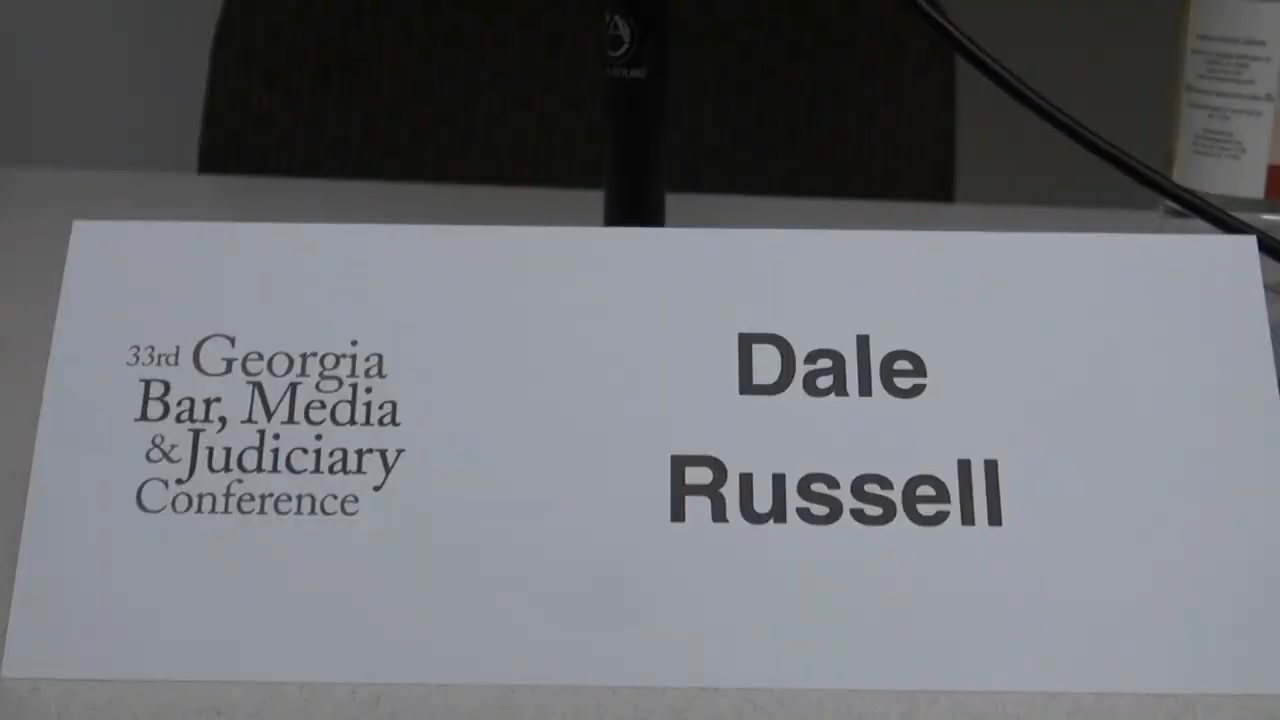 33rd Georgia
Bar, Media
& Judiciary
Conference
Dale
Russell